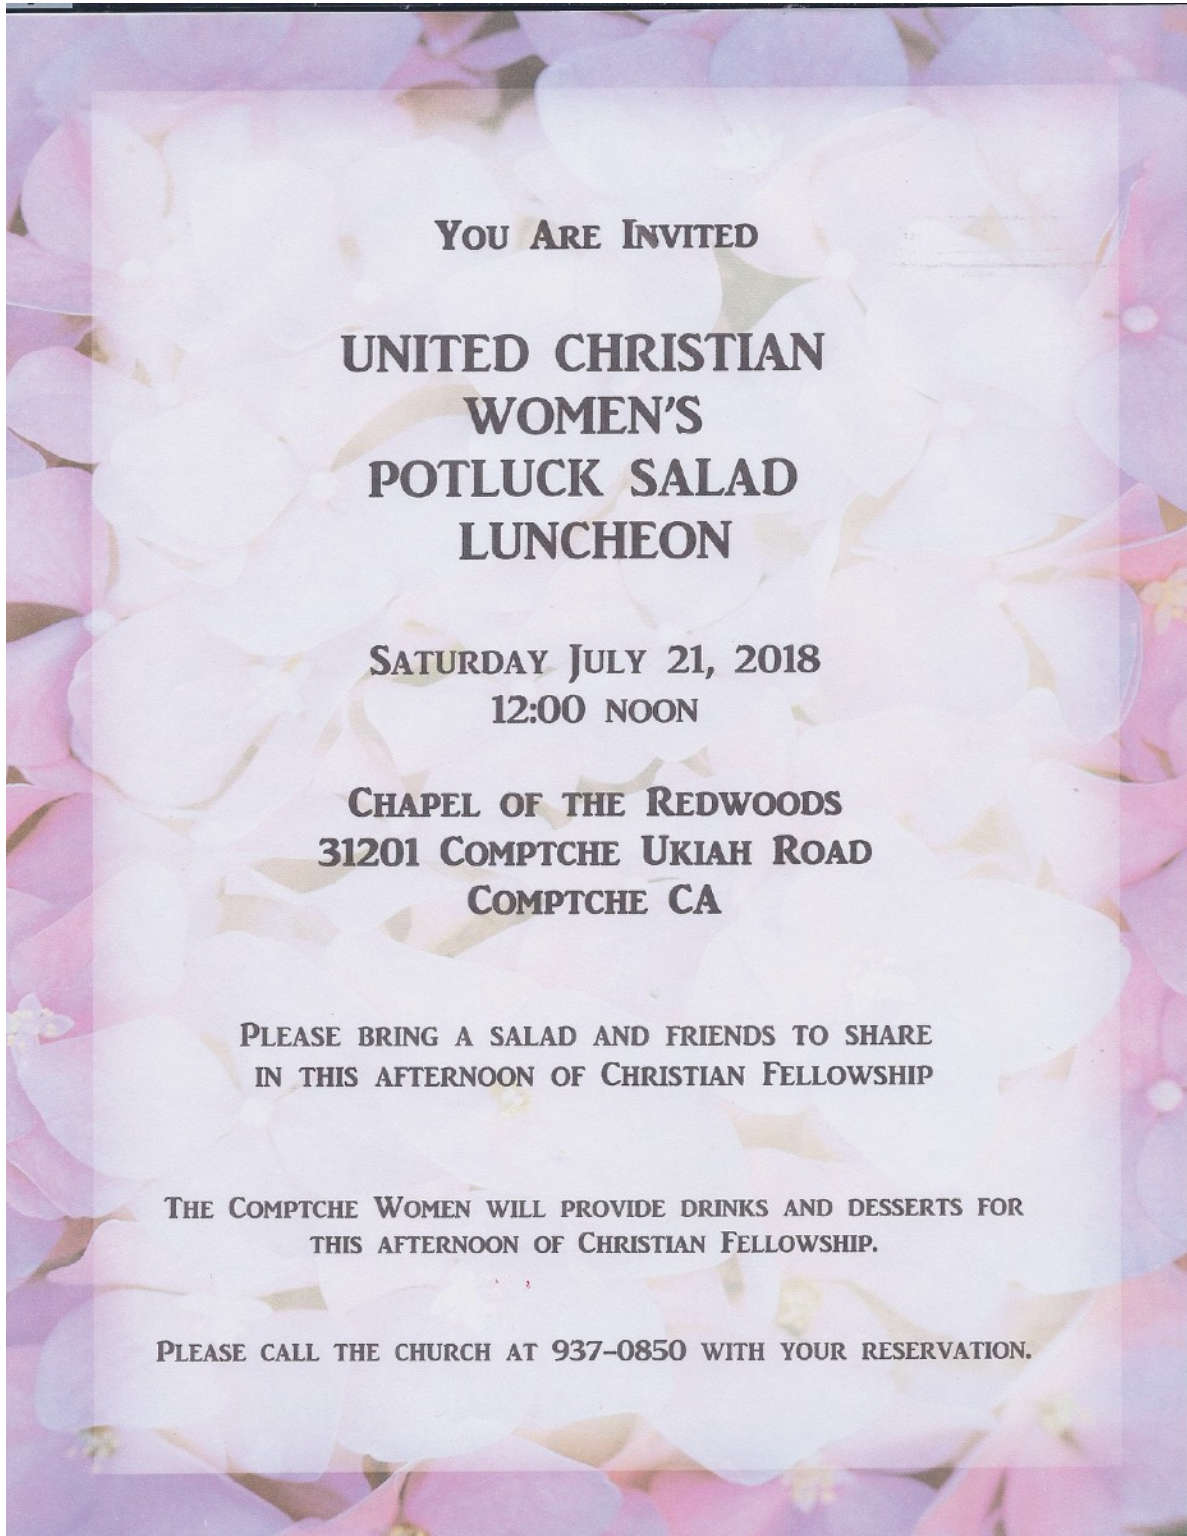 You Are Invited
UNITED CHRISTIAN
WOMEN'S
POTLUCK SALAD
LUNCHEON
Saturday July 21, 2018
12:00 noon
Chapel of the Redwoods
31201 Comptche Ukiah Road
Comptche CA
Please bring a salad and friends to share
in this afternoon of Christian Fellowship
The Comptche Women will provide drinks and desserts for
this afternoon of Christian Fellowship.
Please call the church at 937–0850 with your reservation.